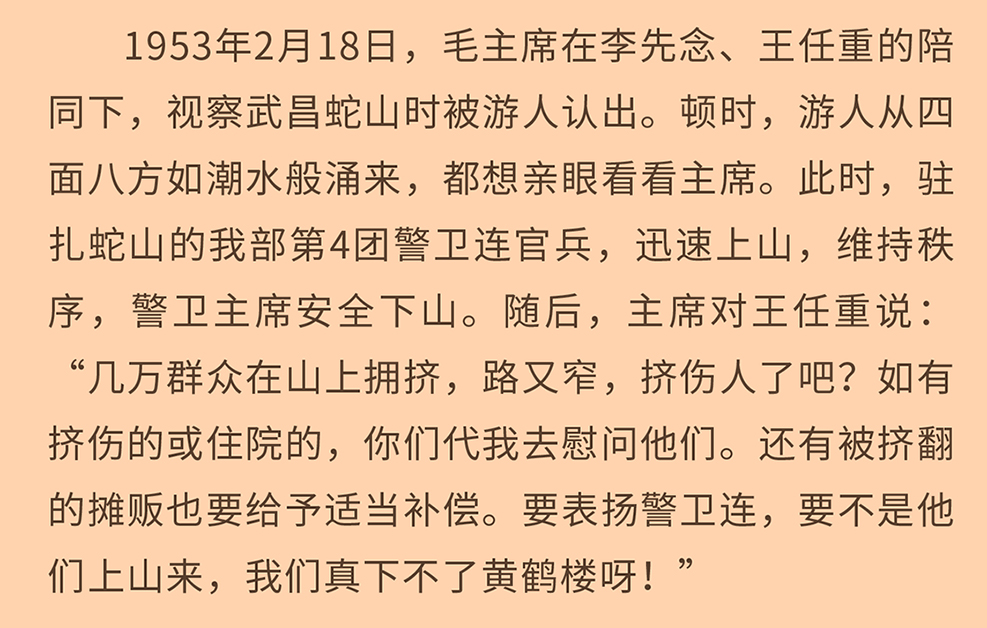 1953年2月18日，毛主席在李先念、王任重的陪
同下，视察武昌蛇山时被游人认出。顿时，游人从四
面八方如潮水般涌来，都想亲眼看看主席。此时，驻
扎蛇山的我部第4团警卫连官兵，迅速上山，维持秩
序，警卫主席安全下山。随后，主席对王任重说：
“几万群众在山上拥挤，路又窄，挤伤人了吧？如有
挤伤的或住院的，你们代我去慰问他们。还有被挤翻
的摊贩也要给予适当补偿。要表扬警卫连，要不是他
们上山来，我们真下不了黄鹤楼呀！”